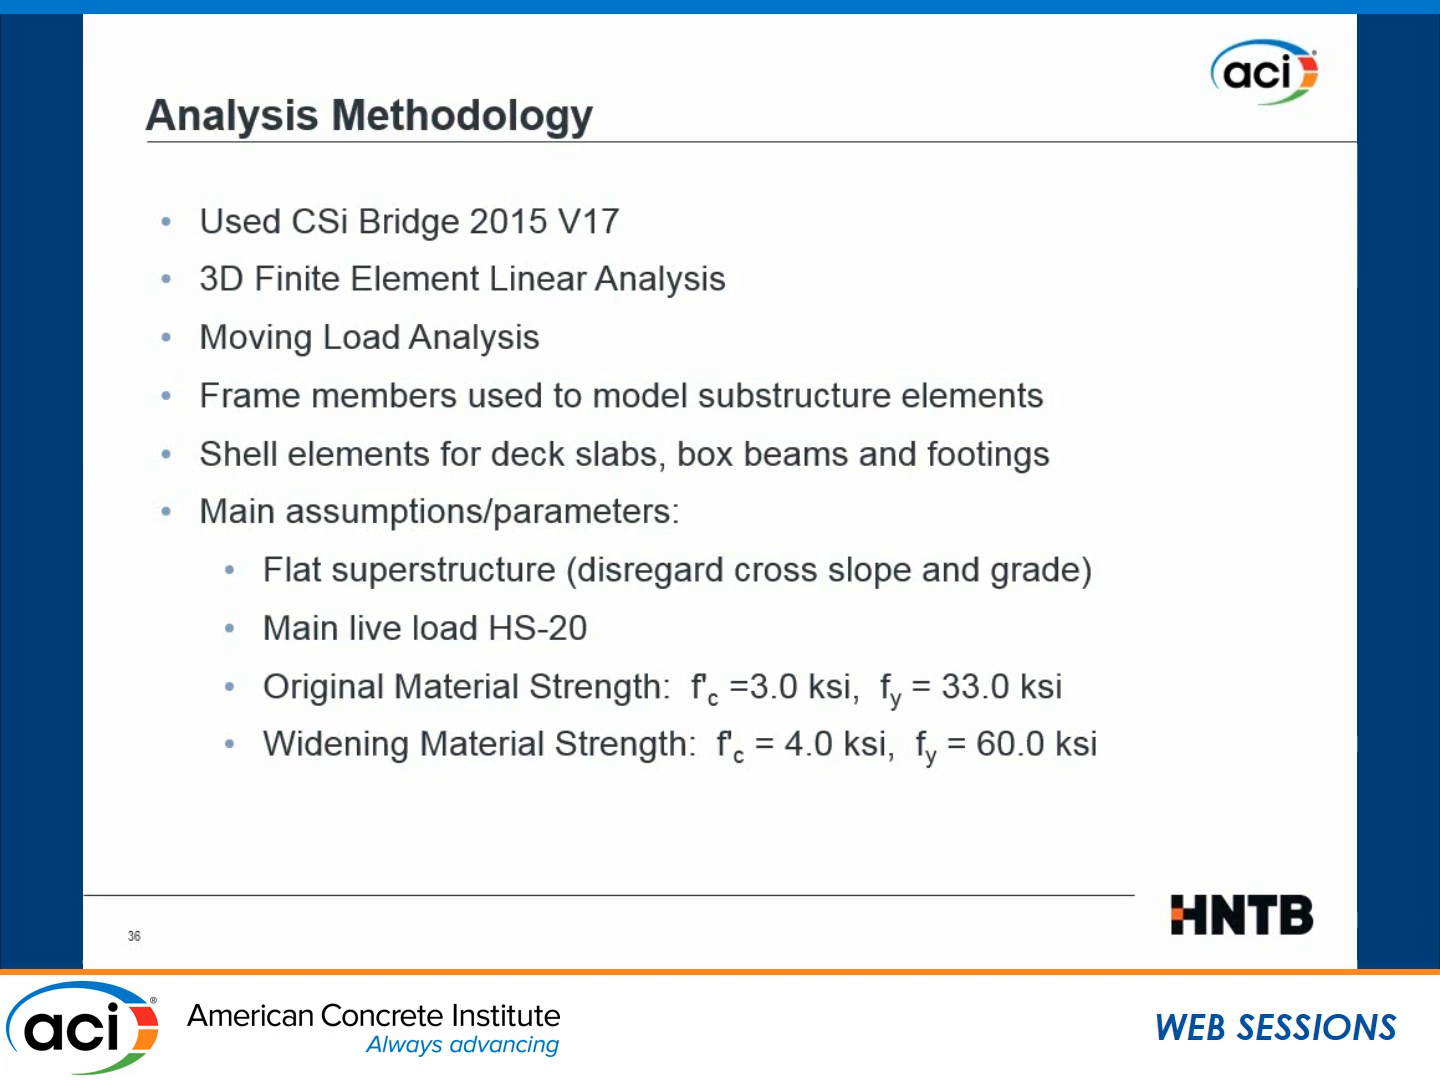 aci
Analysis Methodology
• Used CSi Bridge 2015 V17
• 3D Finite Element Linear Analysis
• Moving Load Analysis
• Frame members used to model substructure elements
• Shell elements for deck slabs, box beams and footings
• Main assumptions/parameters:
• Flat superstructure (disregard cross slope and grade)
• Main live load HS-20
• Original Material Strength: f'c =3.0 ksi, fy = 33.0 ksi
• Widening Material Strength: f'c = 4.0 ksi, fy = 60.0 ksi
HNTB
36
aci®
American Concrete Institute
Always advancing
WEB SESSIONS